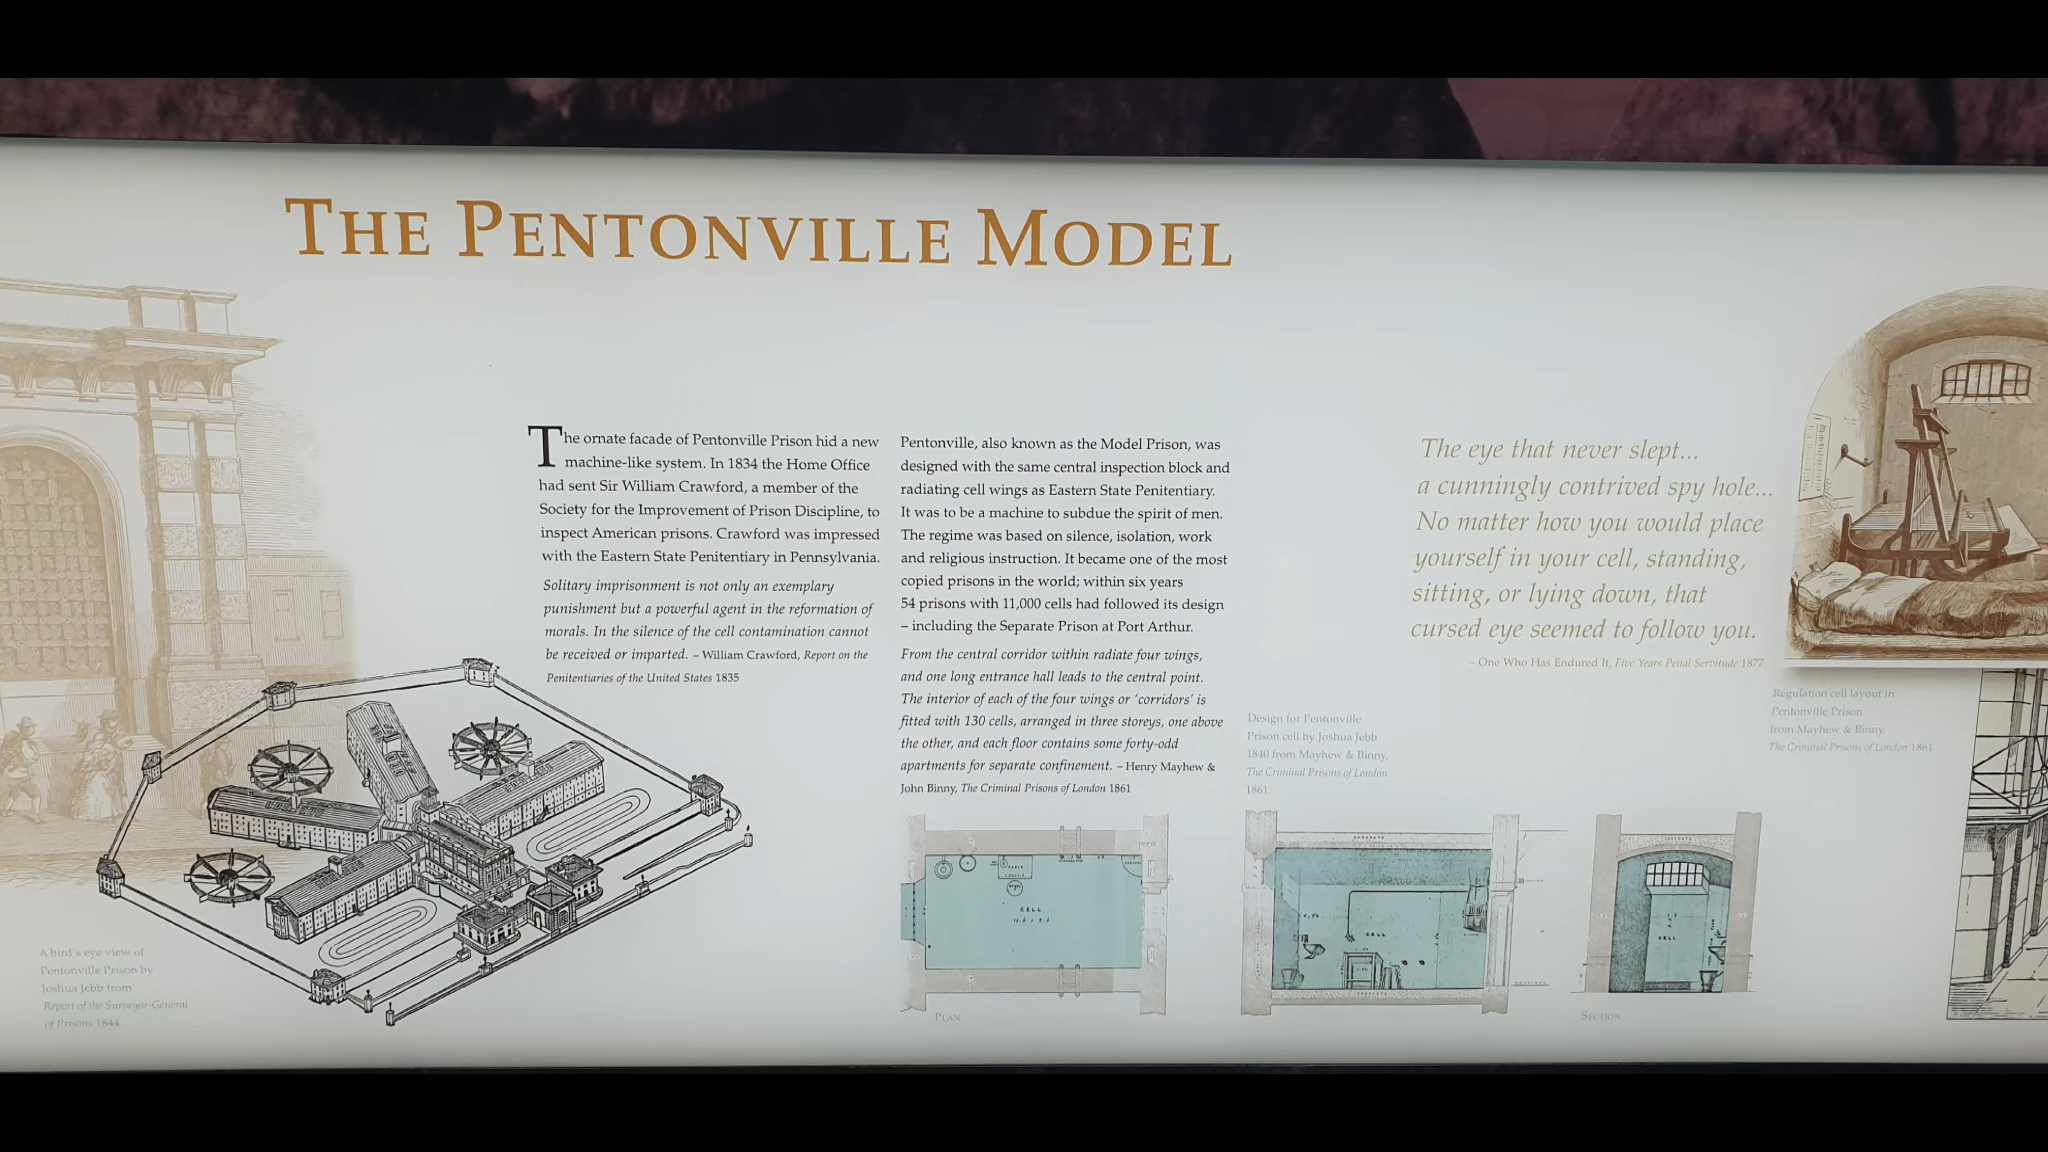 THE PENTONVILLE MODEL
The ornate facade of Pentonville Prison hid a new
machine-like system. In 1834 the Home Office
had sent Sir William Crawford, a member of the
Society for the Improvement of Prison Discipline, to
inspect American prisons. Crawford was impressed
with the Eastern State Penitentiary in Pennsylvania.
Solitary imprisonment is not only an exemplary
punishment but a powerful agent in the reformation of
morals. In the silence of the cell contamination cannot
be received or imparted. – William Crawford, Report on the
Penitentiaries of the United States 1835
Pentonville, also known as the Model Prison, was
designed with the same central inspection block and
radiating cell wings as Eastern State Penitentiary.
It was to be a machine to subdue the spirit of men.
The regime was based on silence, isolation, work
and religious instruction. It became one of the most
copied prisons in the world; within six years
54 prisons with 11,000 cells had followed its design
– including the Separate Prison at Port Arthur.
From the central corridor within radiate four wings,
and one long entrance hall leads to the central point.
The interior of each of the four wings or ‘corridors’ is
fitted with 130 cells, arranged in three storeys, one above
the other, and each floor contains some forty-odd
apartments for separate confinement. – Henry Mayhew &
John Binny, The Criminal Prisons of London 1861
The eye that never slept...
a cunningly contrived spy hole...
No matter how you would place
yourself in your cell, standing,
sitting, or lying down, that
cursed eye seemed to follow you.
– One Who Has Endured It, Five Years Penal Servitude 1877
Regulation cell layout in
Pentonville Prison
from Mayhew & Binny,
The Criminal Prisons of London 1861
Design for Pentonville
Prison cell by Joshua Jebb
1840 from Mayhew & Binny,
The Criminal Prisons of London
1861
A bird's eye view of
Pentonville Prison by
Joshua Jebb from
Report of the Surveyor-General
of Prisons 1844
CELL
PLAN
CELL
CELL
SECTION